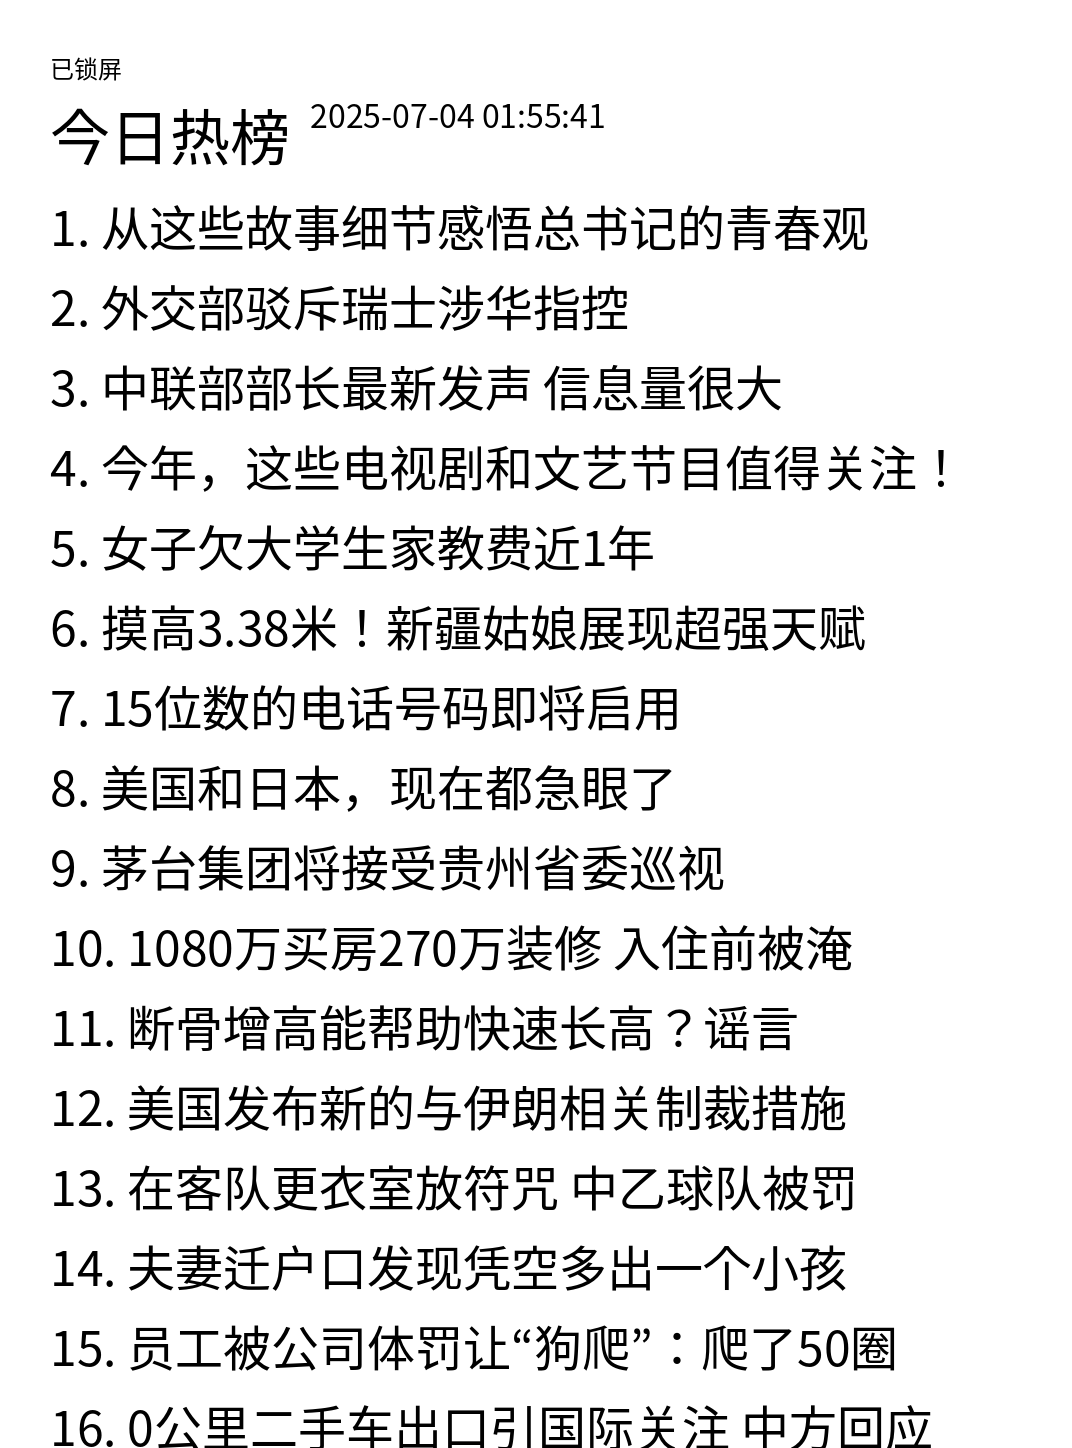 已锁屏
今日热榜 2025-07-04 01:55:41
1. 从这些故事细节感悟总书记的青春观
2. 外交部驳斥瑞士涉华指控
3. 中联部部长最新发声 信息量很大
4. 今年，这些电视剧和文艺节目值得关注！
5. 女子欠大学生家教费近1年
6. 摸高3.38米！新疆姑娘展现超强天赋
7. 15位数的电话号码即将启用
8. 美国和日本，现在都急眼了
9. 茅台集团将接受贵州省委巡视
10. 1080万买房270万装修 入住前被淹
11. 断骨增高能帮助快速长高？谣言
12. 美国发布新的与伊朗相关制裁措施
13. 在客队更衣室放符咒 中乙球队被罚
14. 夫妻迁户口发现凭空多出一个小孩
15. 员工被公司体罚让“狗爬”：爬了50圈
16. 0公里二手车出口引国际关注 中方回应